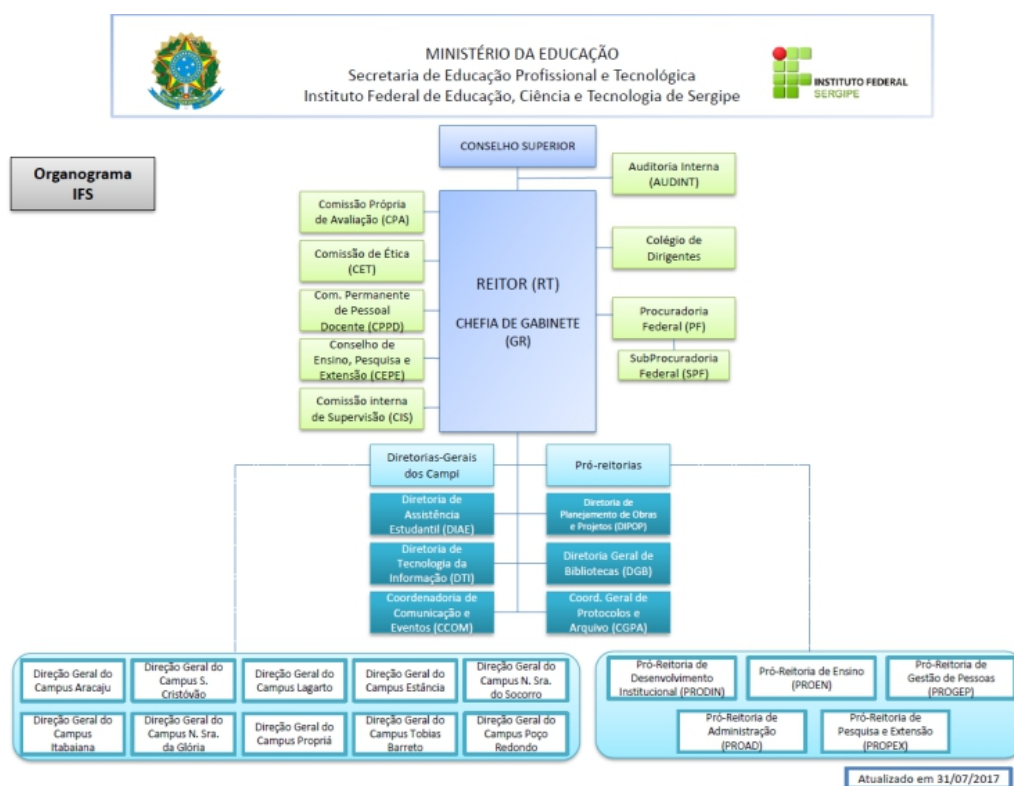 MINISTÉRIO DA EDUCAÇÃO
Secretaria de Educação Profissional e Tecnológica
Instituto Federal de Educação, Ciência e Tecnologia de Sergipe
INSTITUTO FEDERAL
SERGIPE
Organograma
IFS
CONSELHO SUPERIOR
Auditoria Interna
(AUDINT)
Comissão Própria
de Avaliação (CPA)
Comissão de Ética
(CET)
Com. Permanente
de Pessoal
Docente (CPPD)
Conselho de
Ensino, Pesquisa e
Extensão (CEPE)
Comissão interna
de Supervisão (CIS)
REITOR (RT)
CHEFIA DE GABINETE
(GR)
Colégio de
Dirigentes
Procuradoria
Federal (PF)
SubProcuradoria
Federal (SPF)
Diretorias-Gerais
dos Campi
Pró-reitorias
Diretoria de
Assistência
Estudantil (DIAE)
Diretoria de
Planejamento de Obras
e Projetos (DIPOP)
Diretoria de
Tecnologia da
Informação (DTI)
Diretoria Geral de
Bibliotecas (DGB)
Coordenadoria de
Comunicação e
Eventos (CCOM)
Coord. Geral de
Protocolos e
Arquivo (CGPA)
Direção Geral do
Campus Aracaju
Direção Geral do
Campus S.
Cristóvão
Direção Geral do
Campus Lagarto
Direção Geral do
Campus Estância
Direção Geral do
Campus N. Sra.
do Socorro
Direção Geral do
Campus
Itabaiana
Direção Geral do
Campus N. Sra.
da Glória
Direção Geral do
Campus Propriá
Direção Geral do
Campus Tobias
Barreto
Direção Geral do
Campus Poço
Redondo
Pró-Reitoria de
Desenvolvimento
Institucional (PRODIN)
Pró-Reitoria de Ensino
(PROEN)
Pró-Reitoria de
Gestão de Pessoas
(PROGEP)
Pró-Reitoria de
Administração
(PROAD)
Pró-Reitoria de
Pesquisa e Extensão
(PROPEX)
Atualizado em 31/07/2017